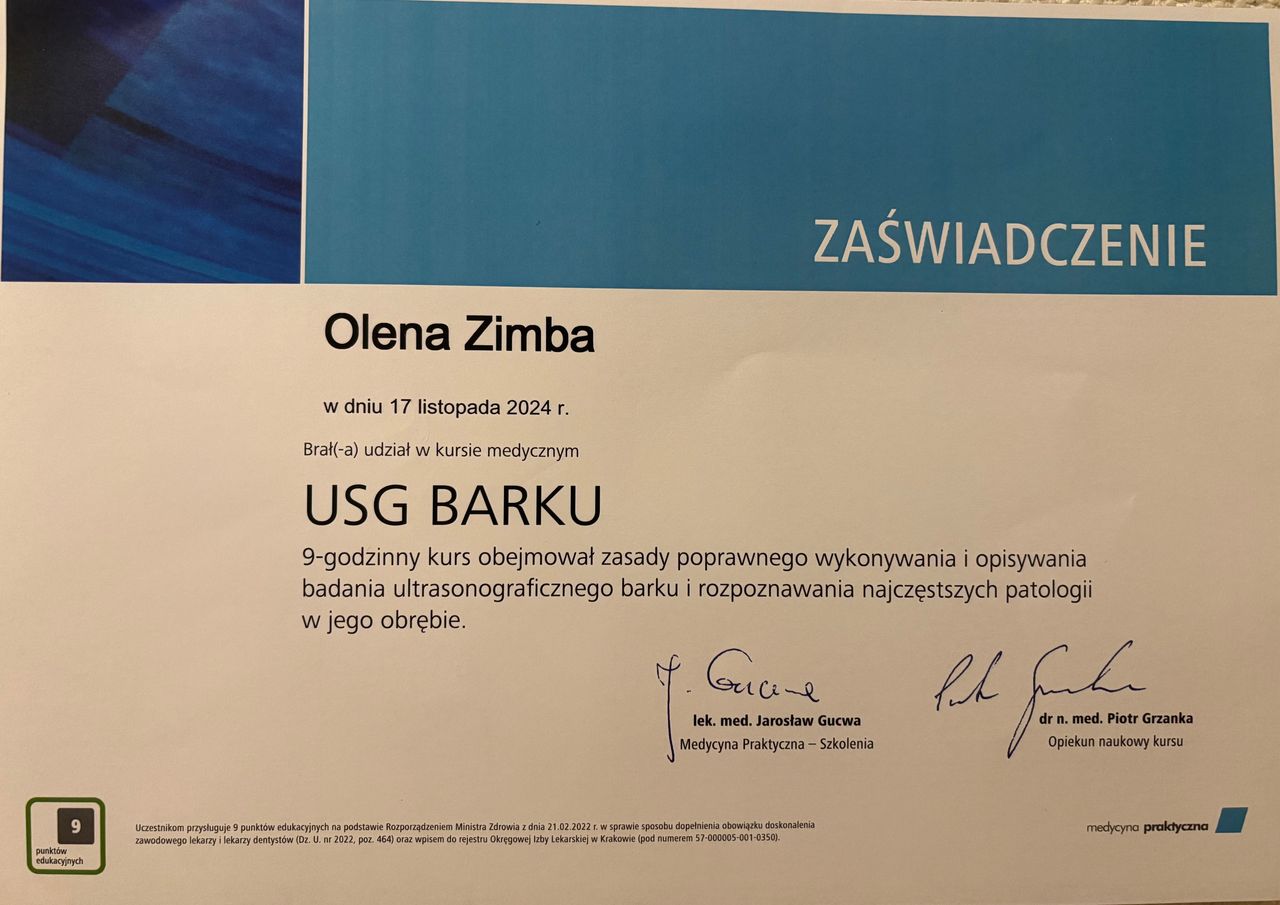 ZAŚWIADCZENIE
Olena Zimba
w dniu 17 listopada 2024 r.
Brał(-a) udział w kursie medycznym
USG BARKU
9-godzinny kurs obejmował zasady poprawnego wykonywania i opisywania
badania ultrasonograficznego barku i rozpoznawania najczęstszych patologii
w jego obrębie.
J. Gucwa
lek. med. Jarosław Gucwa
Medycyna Praktyczna – Szkolenia
dr n. med. Piotr Grzanka
Opiekun naukowy kursu
9
punktów
edukacyjnych
Uczestnikom przysługuje 9 punktów edukacyjnych na podstawie Rozporządzeniem Ministra Zdrowia z dnia 21.02.2022 r. w sprawie sposobu dopełnienia obowiązku doskonalenia
zawodowego lekarzy i lekarzy dentystów (Dz. U. nr 2022, poz. 464) oraz wpisem do rejestru Okręgowej Izby Lekarskiej w Krakowie (pod numerem 57-000005-001-0350).
medycyna praktyczna